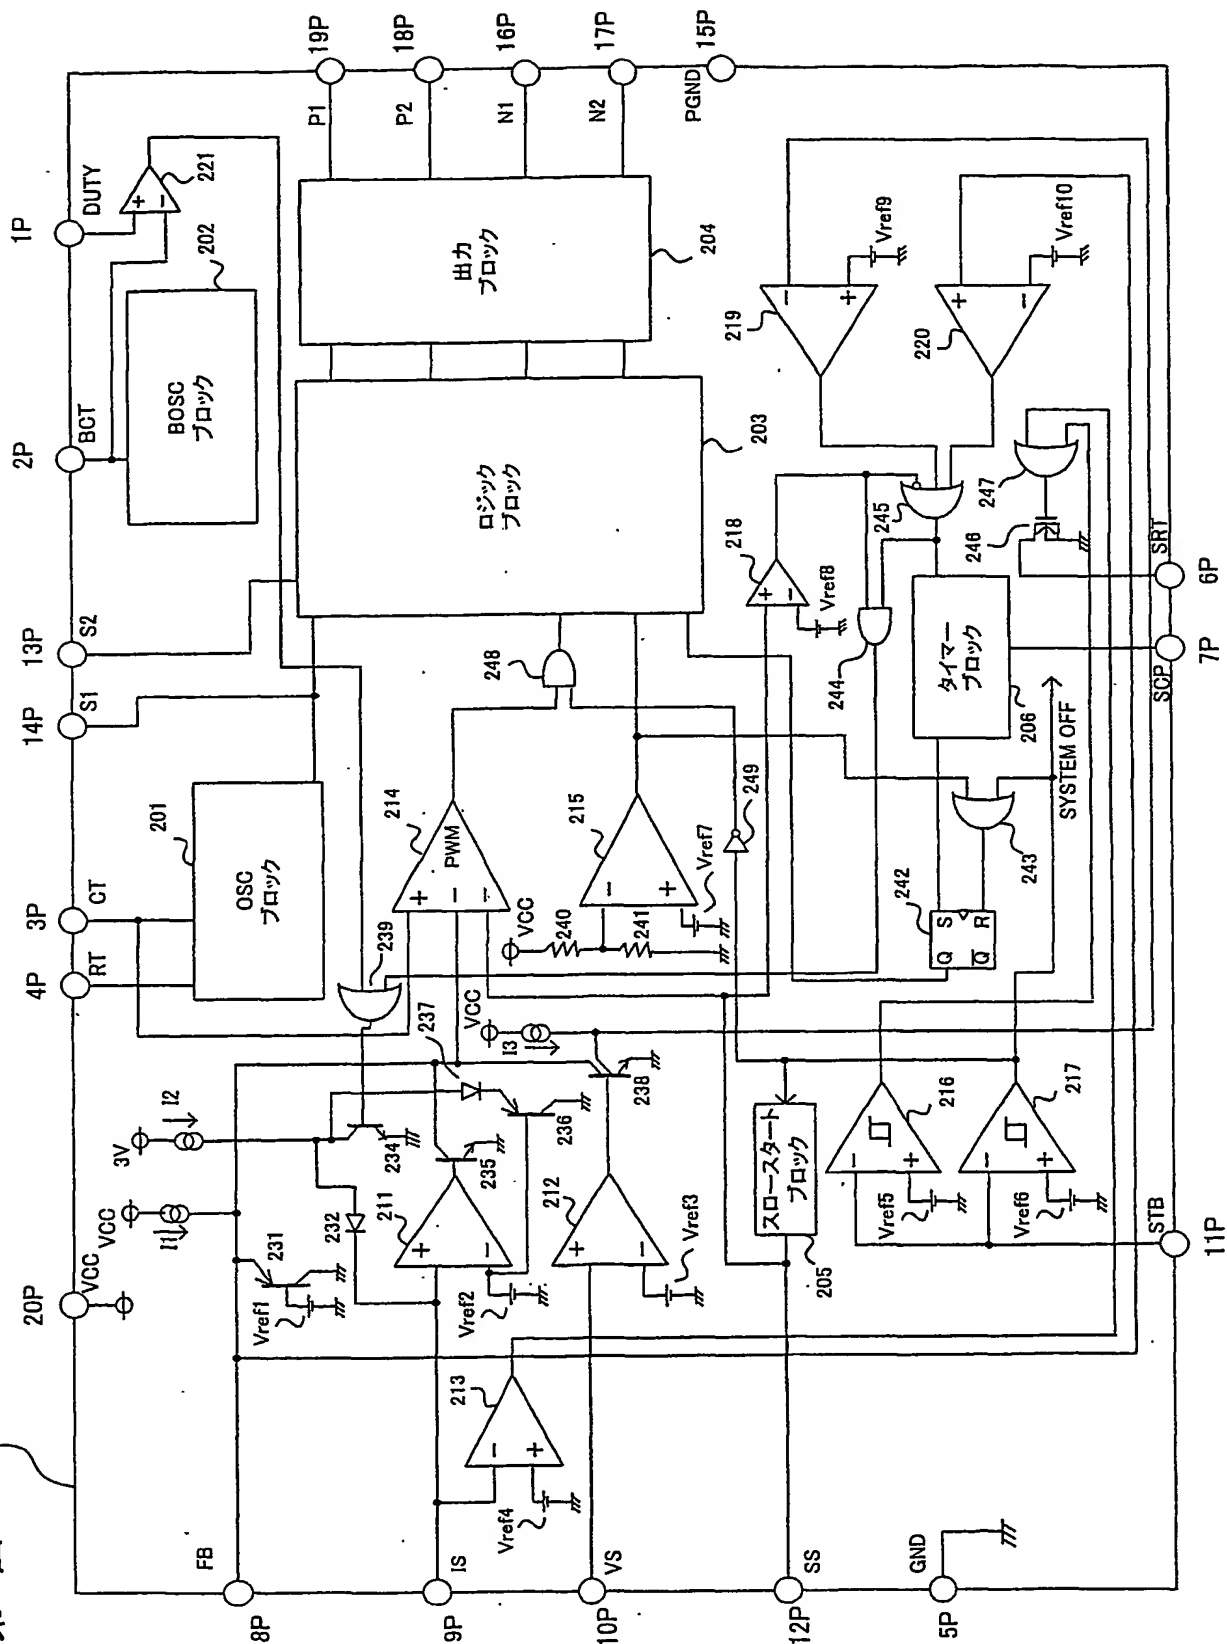 20P
VCC
4P
RT
3P
CT
14P
S1
13P
S2
2P
BCT
1P
DUTY
8P
FB
9P
IS
10P
VS
12P
SS
5P
GND
11P
STB
7P
SCP
6P
SRT
19P
P1
18P
P2
16P
N1
17P
N2
15P
PGND
OSC
ブロック
201
BOSC
ブロック
202
ロジック
ブロック
203
出力
ブロック
204
スロースタート
ブロック
205
タイマー
ブロック
206
VCC
I1
3V
I2
VCC
I3
VCC
Vref1
231
232
234
235
236
237
238
239
240
241
211
+
−
Vref2
212
+
−
Vref3
213
−
+
Vref4
214
PWM
+
−
−
215
−
+
Vref7
216
−
+
Vref5
217
−
+
Vref6
218
+
−
Vref8
219
−
+
Vref9
220
+
−
Vref10
221
+
−
242
S
R
Q
Q̅
243
244
245
246
247
248
249
SYSTEM OFF